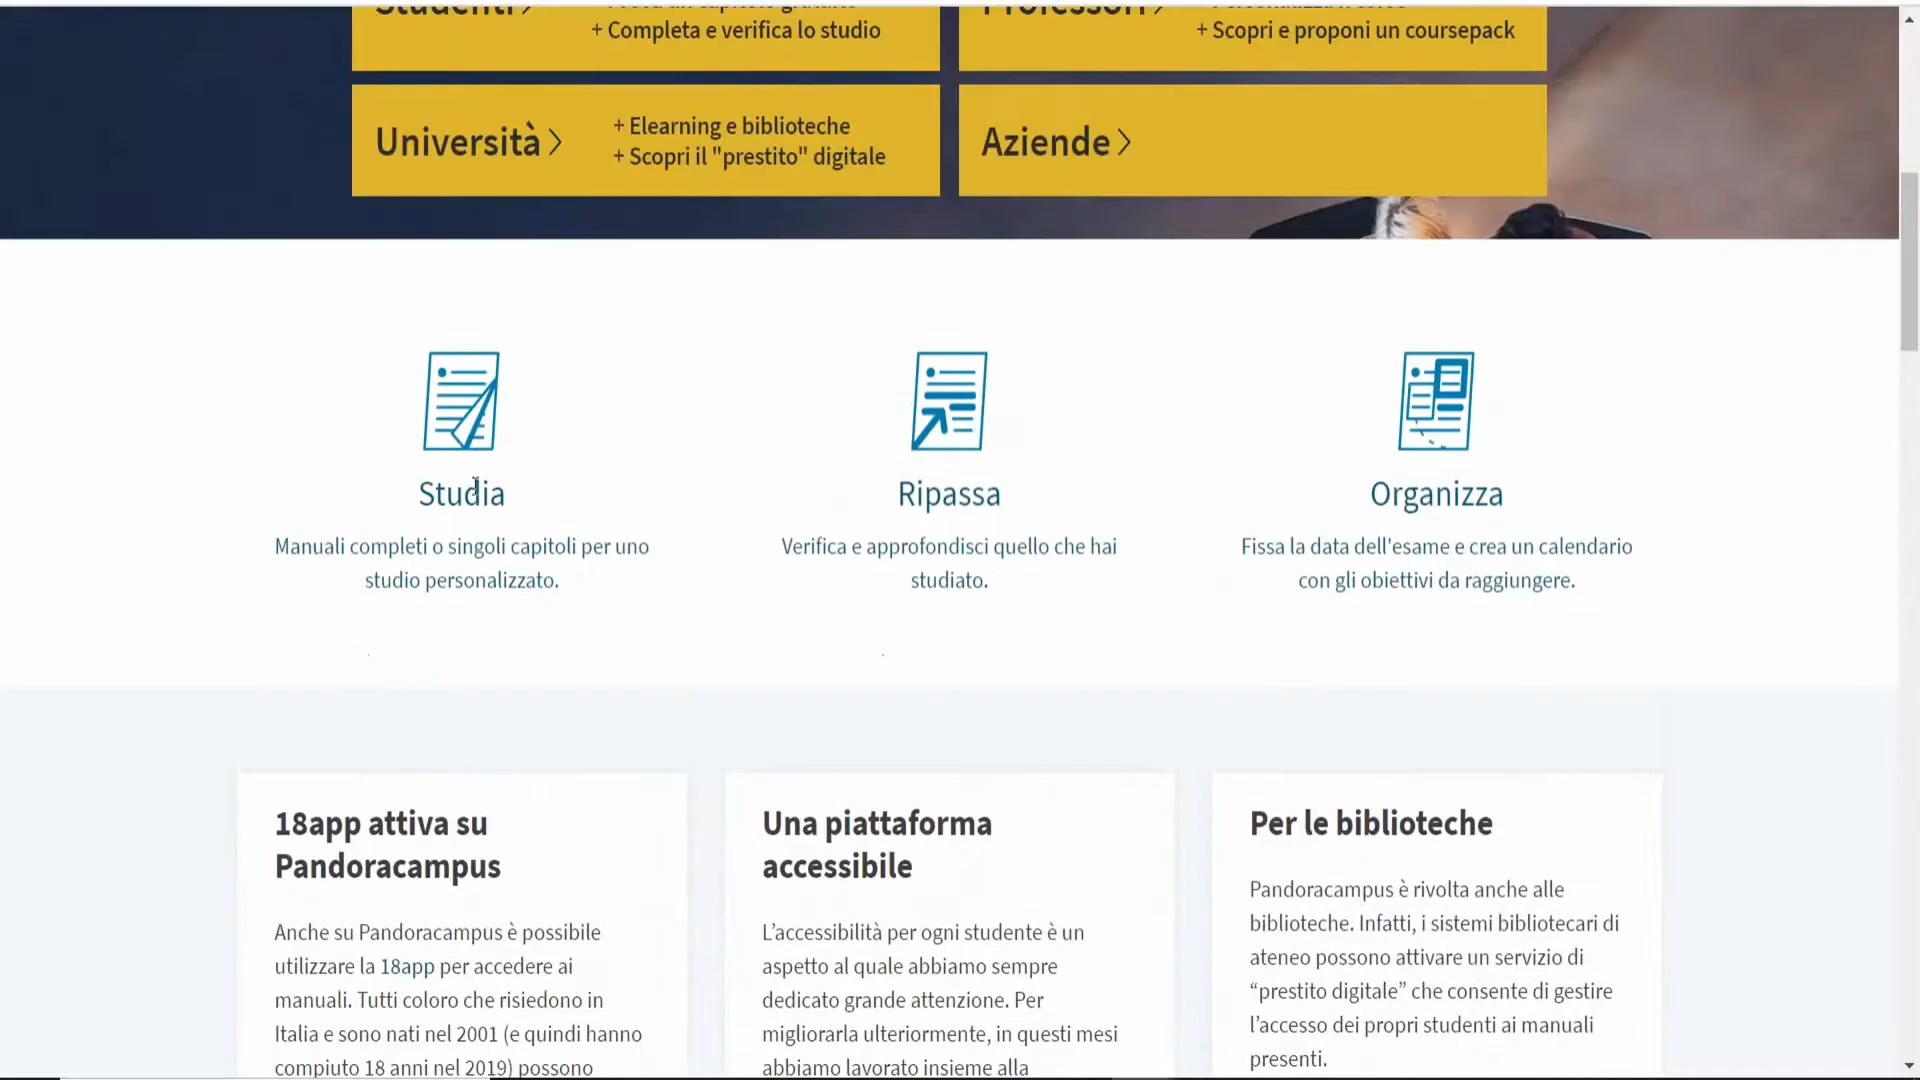 Studenti
+ Completa e verifica lo studio
Professori
+ Scopri e proponi un coursepack
Università
+ Elearning e biblioteche
+ Scopri il "prestito" digitale
Aziende
Studia
Manuali completi o singoli capitoli per uno
studio personalizzato.
Ripassa
Verifica e approfondisci quello che hai
studiato.
Organizza
Fissa la data dell'esame e crea un calendario
con gli obiettivi da raggiungere.
18app attiva su
Pandoracampus
Anche su Pandoracampus è possibile
utilizzare la 18app per accedere ai
manuali. Tutti coloro che risiedono in
Italia e sono nati nel 2001 (e quindi hanno
compiuto 18 anni nel 2019) possono
Una piattaforma
accessibile
L’accessibilità per ogni studente è un
aspetto al quale abbiamo sempre
dedicato grande attenzione. Per
migliorarla ulteriormente, in questi mesi
abbiamo lavorato insieme alla
Per le biblioteche
Pandoracampus è rivolta anche alle
biblioteche. Infatti, i sistemi bibliotecari di
ateneo possono attivare un servizio di
“prestito digitale” che consente di gestire
l’accesso dei propri studenti ai manuali
presenti.